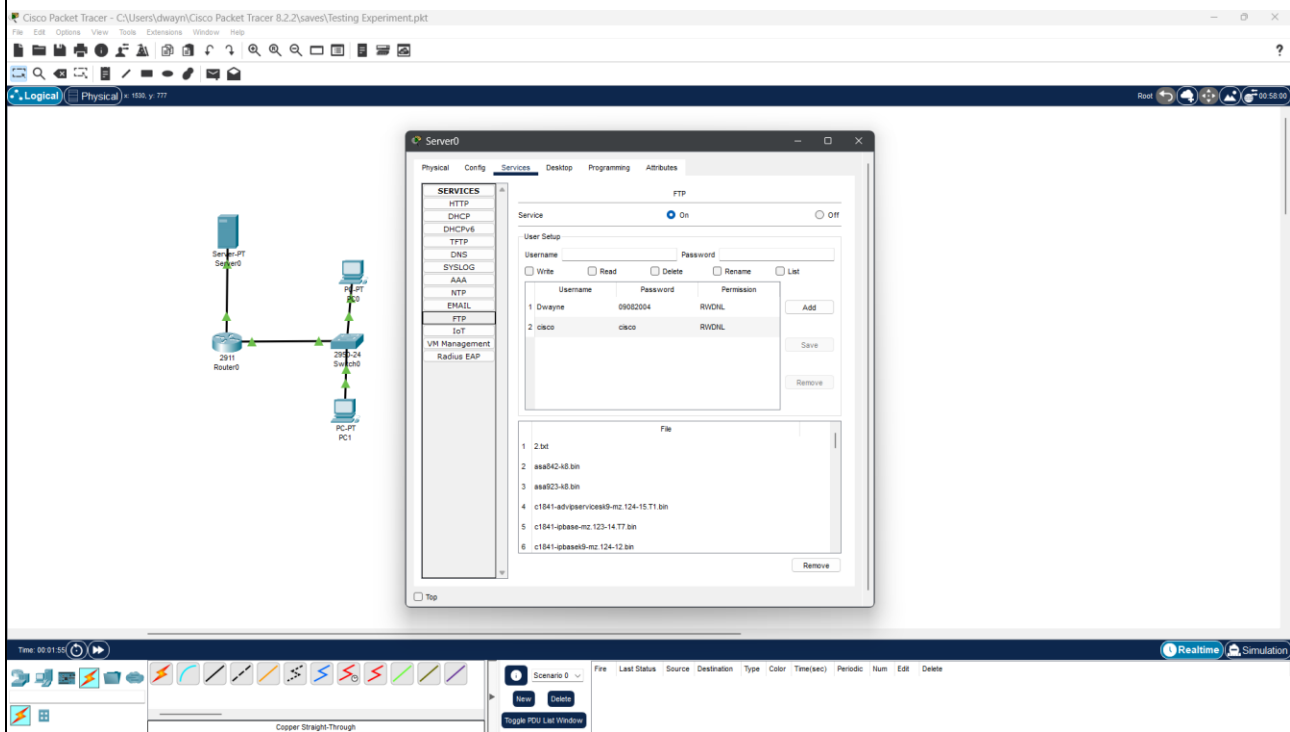 Cisco Packet Tracer - C:\Users\dwayn\Cisco Packet Tracer 8.2.2\saves\Testing Experiment.pkt
File Edit Options View Tools Extensions Window Help
?
Logical Physical x: 1530, y: 777 Root 00:58:00
Server0
Physical Config Services Desktop Programming Attributes
SERVICES
HTTP
DHCP
DHCPv6
TFTP
DNS
SYSLOG
AAA
NTP
EMAIL
FTP
IoT
VM Management
Radius EAP
FTP
Service On Off
User Setup
Username Password
Write Read Delete Rename List
Username Password Permission
1 Dwayne 09082004 RWDNL
2 cisco cisco RWDNL
Add
Save
Remove
File
1 2.txt
2 asa842-k8.bin
3 asa923-k8.bin
4 c1841-advipservicesk9-mz.124-15.T1.bin
5 c1841-ipbase-mz.123-14.T7.bin
6 c1841-ipbasek9-mz.124-12.bin
Remove
Top
Server-PT
Server0
PC-PT
PC0
2911
Router0
2950-24
Switch0
PC-PT
PC1
Time: 00:01:55
Realtime Simulation
Scenario 0
New Delete
Toggle PDU List Window
Fire Last Status Source Destination Type Color Time(sec) Periodic Num Edit Delete
Copper Straight-Through